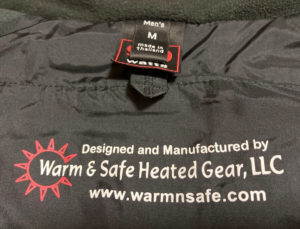 Men's
M
made in
Thailand
watts
Designed and Manufactured by
Warm & Safe Heated Gear, LLC
www.warmnsafe.com